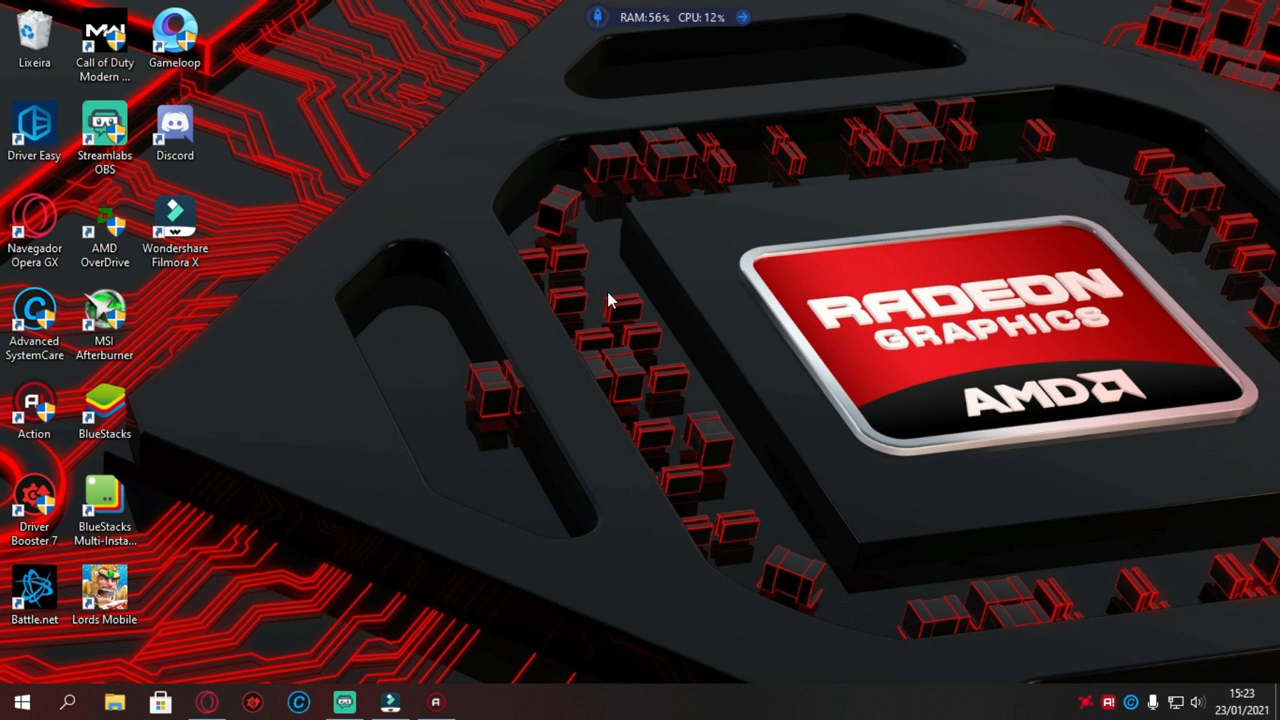 RAM:56% CPU:12%
Lixeira
Call of Duty
Modern ...
Gameloop
Driver Easy
Streamlabs
OBS
Discord
Navegador
Opera GX
AMD
OverDrive
Wondershare
Filmora X
Advanced
SystemCare
MSI
Afterburner
Action
BlueStacks
Driver
Booster 7
BlueStacks
Multi-Insta...
Battle.net
Lords Mobile
RADEON
GRAPHICS
AMD
15:23
23/01/2021